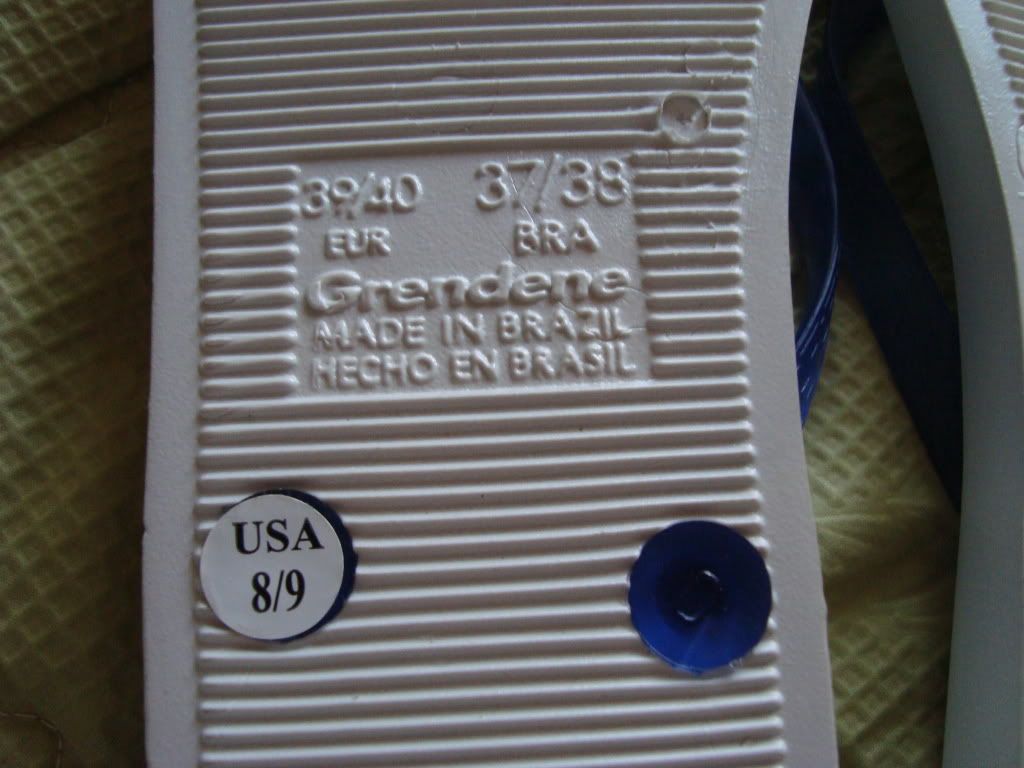 39/40 37/38
EUR BRA
Grendene
MADE IN BRAZIL
HECHO EN BRASIL
USA
8/9